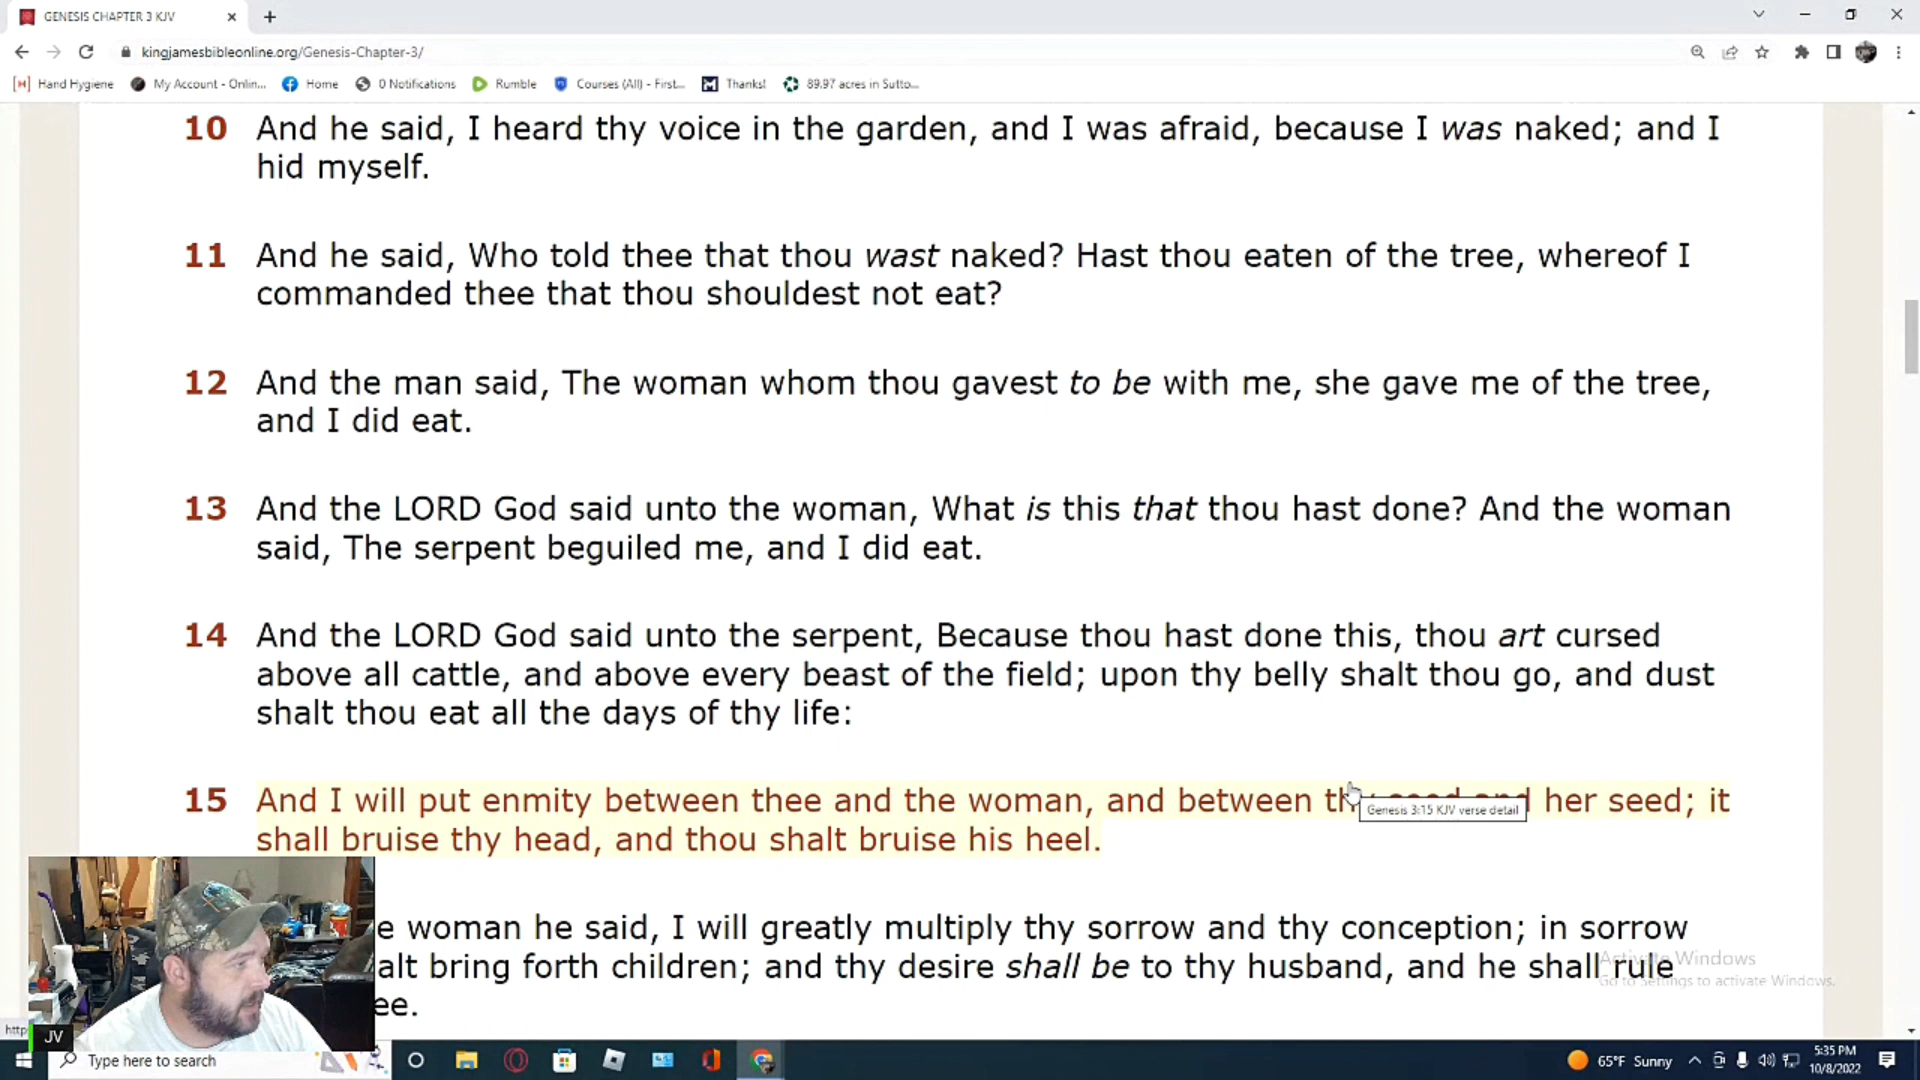 GENESIS CHAPTER 3 KJV
kingjamesbibleonline.org/Genesis-Chapter-3/
Hand Hygiene My Account - Onlin... Home 0 Notifications Rumble Courses (All) - First... Thanks! 89.97 acres in Sutto...
10 And he said, I heard thy voice in the garden, and I was afraid, because I was naked; and I
hid myself.
11 And he said, Who told thee that thou wast naked? Hast thou eaten of the tree, whereof I
commanded thee that thou shouldest not eat?
12 And the man said, The woman whom thou gavest to be with me, she gave me of the tree,
and I did eat.
13 And the LORD God said unto the woman, What is this that thou hast done? And the woman
said, The serpent beguiled me, and I did eat.
14 And the LORD God said unto the serpent, Because thou hast done this, thou art cursed
above all cattle, and above every beast of the field; upon thy belly shalt thou go, and dust
shalt thou eat all the days of thy life:
15 And I will put enmity between thee and the woman, and between her seed; it
Genesis 3:15 KJV verse detail
shall bruise thy head, and thou shalt bruise his heel.
e woman he said, I will greatly multiply thy sorrow and thy conception; in sorrow
alt bring forth children; and thy desire shall be to thy husband, and he shall rule
ee.
Activate Windows
Go to Settings to activate Windows.
http
JV
Type here to search
65°F Sunny
5:35 PM
10/8/2022